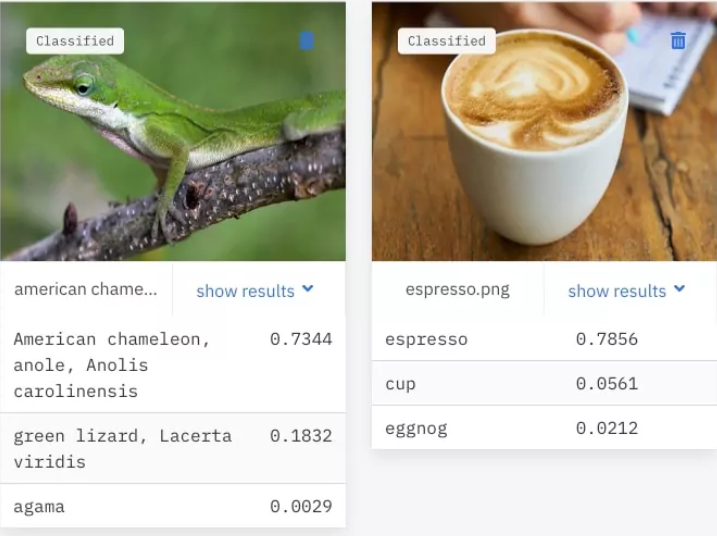 Classified
american chame...
show results
American chameleon,
anole, Anolis
carolinensis
0.7344
green lizard, Lacerta
viridis
0.1832
agama
0.0029
Classified
espresso.png
show results
espresso
0.7856
cup
0.0561
eggnog
0.0212